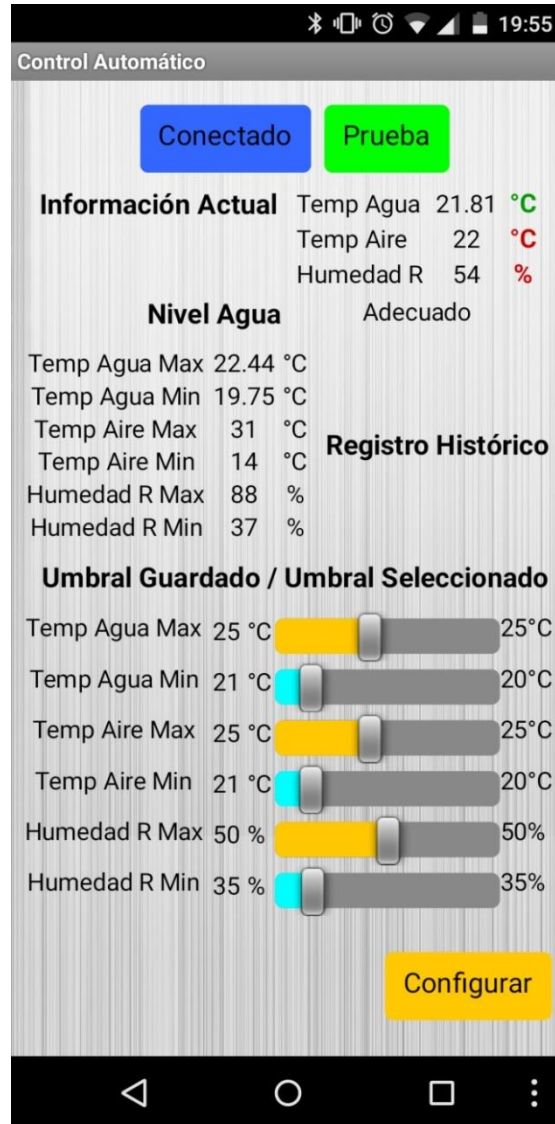 19:55
Control Automático
Conectado Prueba
Información Actual Temp Agua 21.81 °C
Temp Aire 22 °C
Humedad R 54 %
Nivel Agua Adecuado
Temp Agua Max 22.44 °C
Temp Agua Min 19.75 °C
Temp Aire Max 31 °C
Temp Aire Min 14 °C
Registro Histórico
Humedad R Max 88 %
Humedad R Min 37 %
Umbral Guardado / Umbral Seleccionado
Temp Agua Max 25 °C 25°C
Temp Agua Min 21 °C 20°C
Temp Aire Max 25 °C 25°C
Temp Aire Min 21 °C 20°C
Humedad R Max 50 % 50%
Humedad R Min 35 % 35%
Configurar